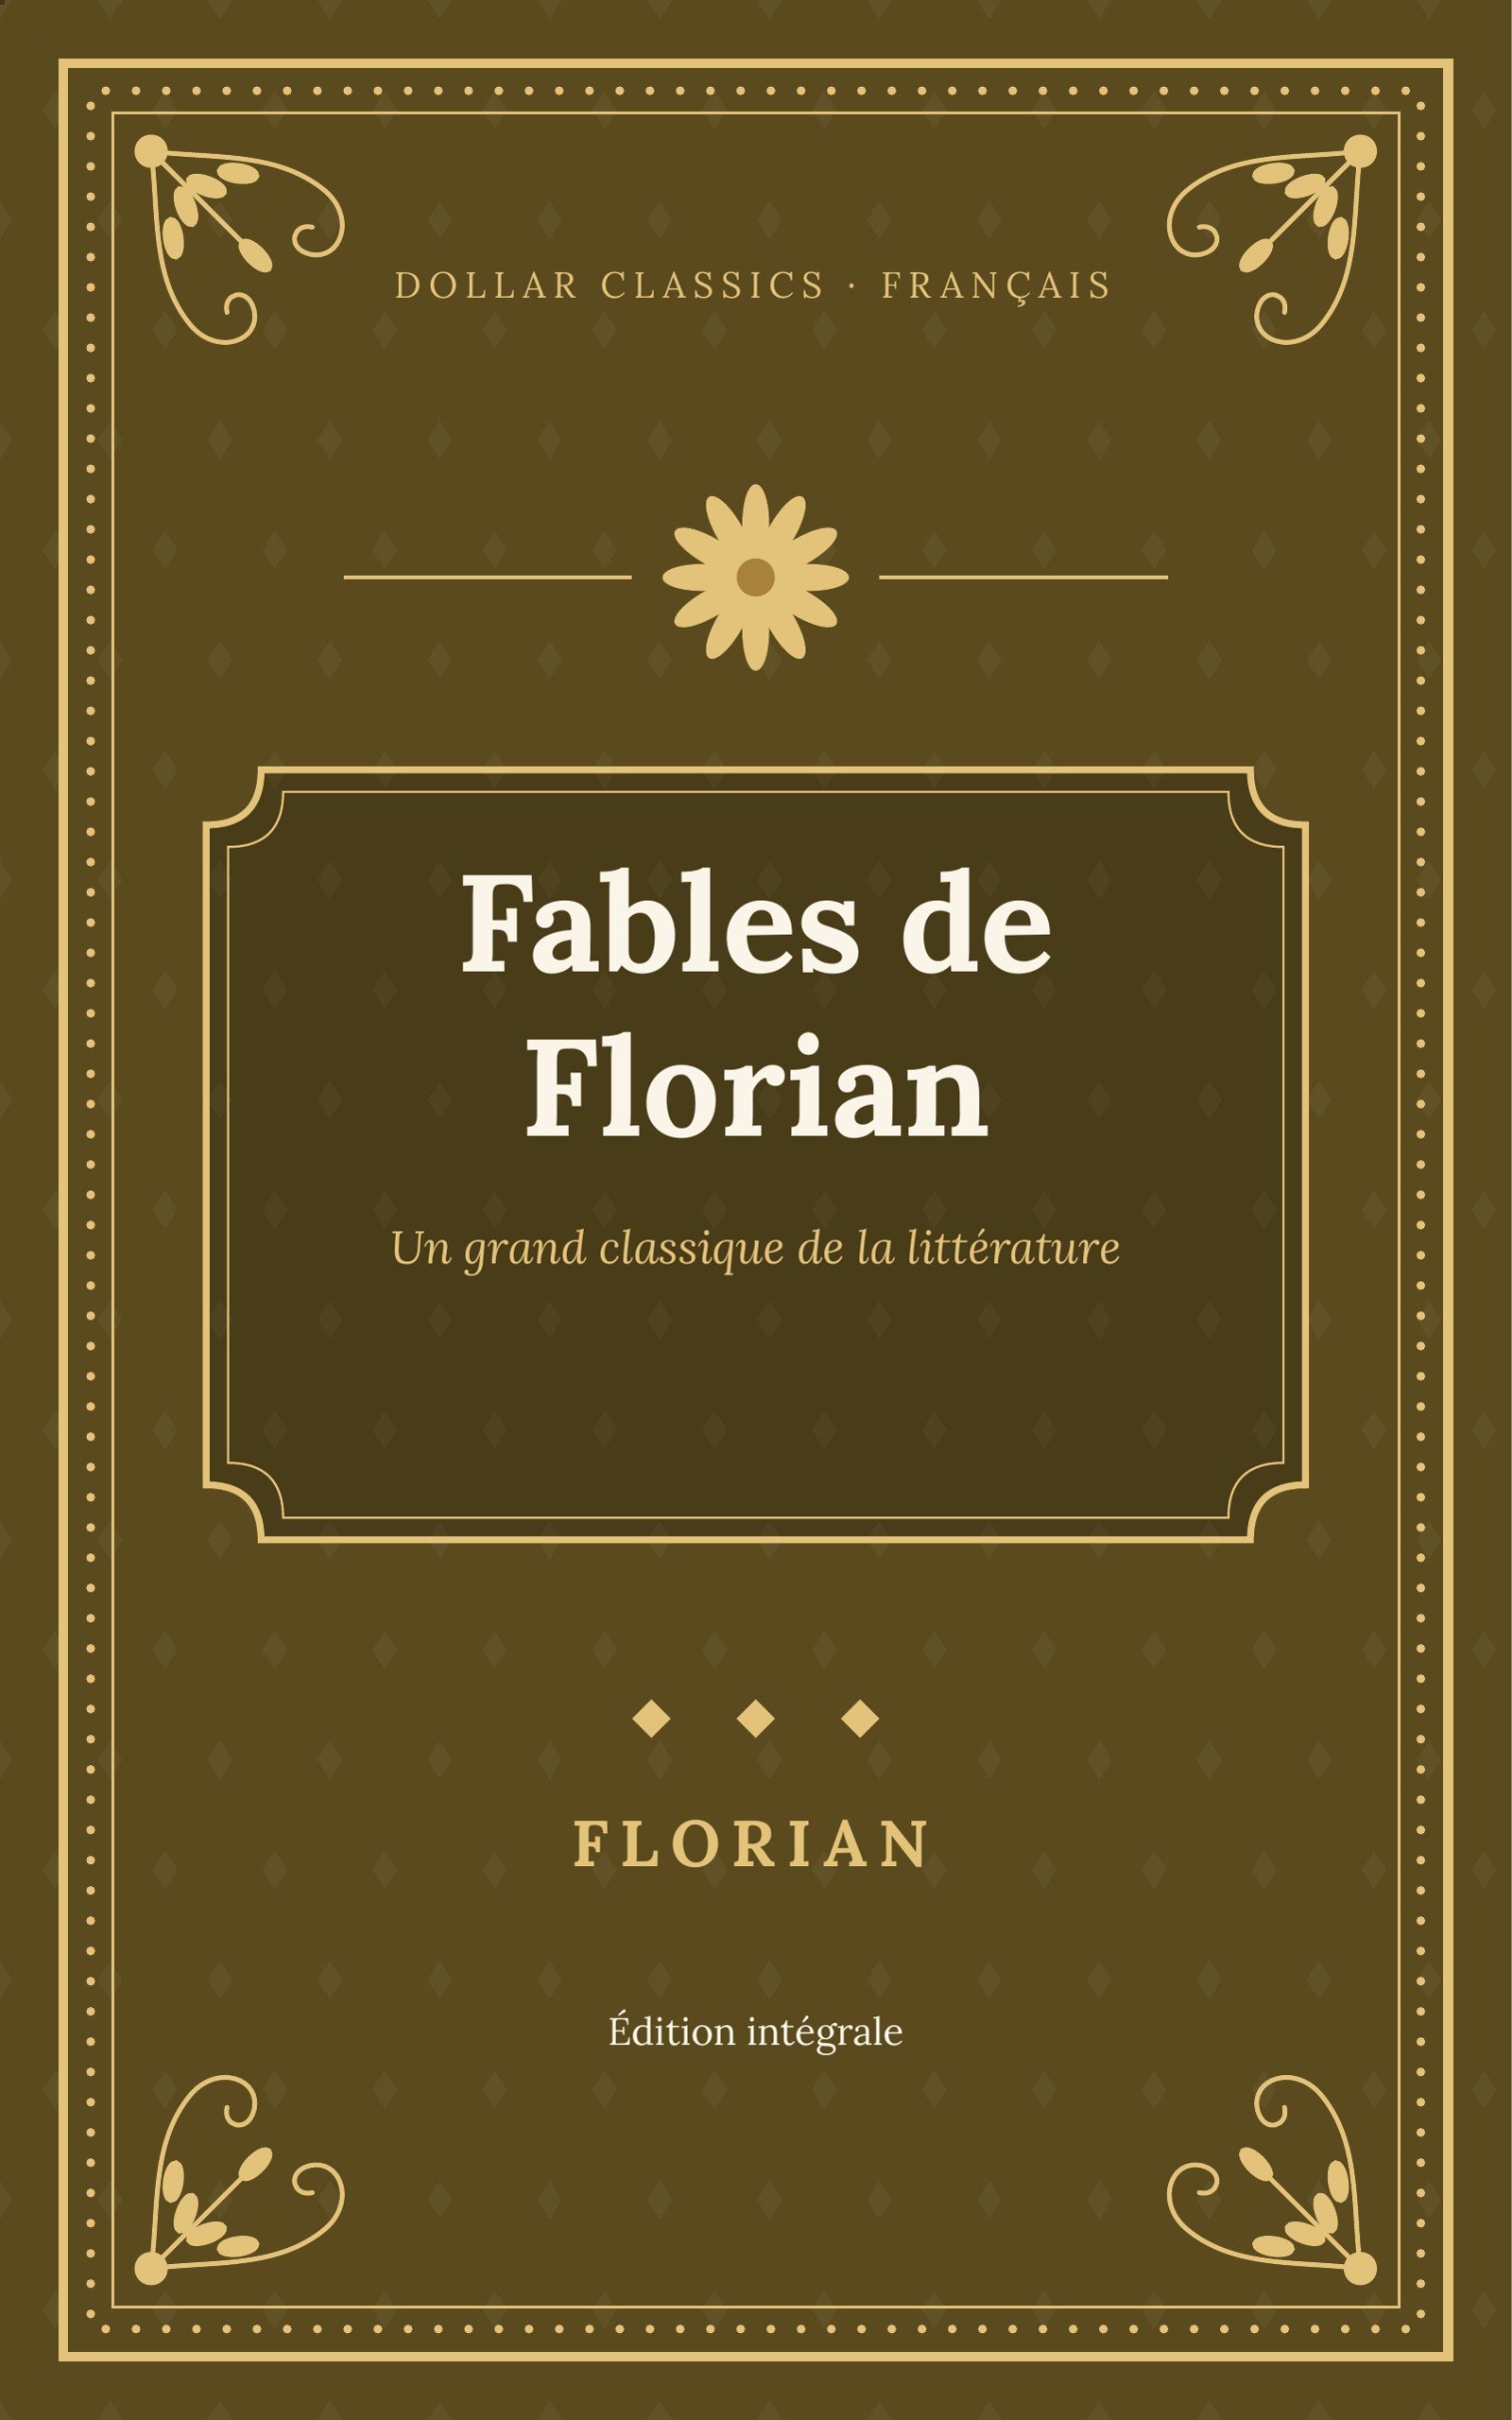 DOLLAR CLASSICS · FRANÇAIS
Fables de
Florian
Un grand classique de la littérature
FLORIAN
Édition intégrale